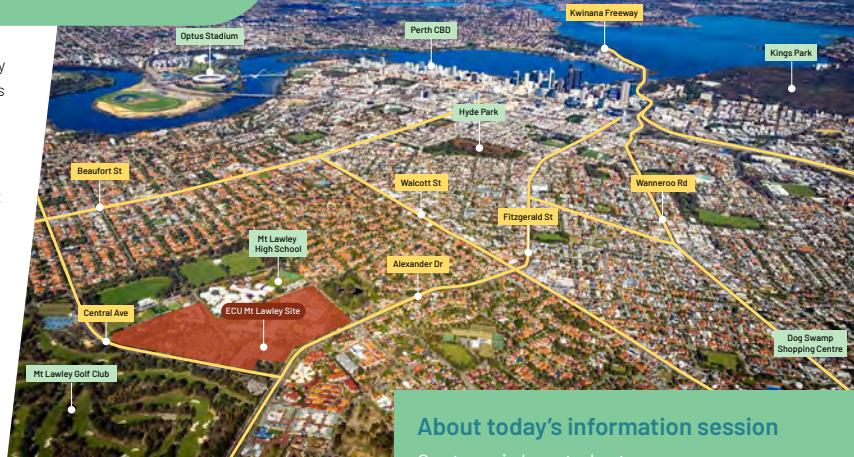 Kwinana Freeway
Optus Stadium
Perth CBD
Kings Park
Hyde Park
Beaufort St
Walcott St
Wanneroo Rd
Fitzgerald St
Mt Lawley
High School
Alexander Dr
Central Ave
ECU Mt Lawley Site
Dog Swamp
Shopping Centre
Mt Lawley Golf Club
About today's information session